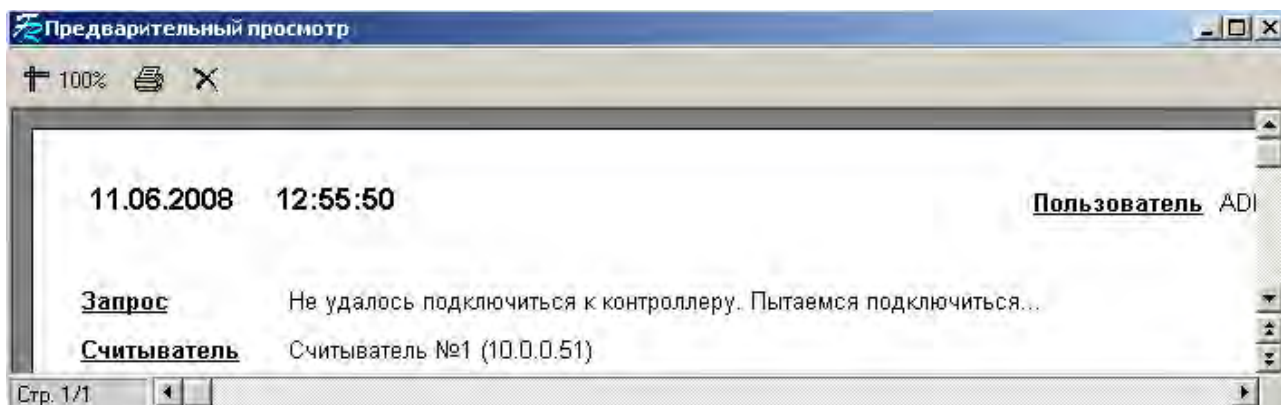 Предварительный просмотр
100%
11.06.2008 12:55:50
Пользователь ADI
Запрос Не удалось подключиться к контроллеру. Пытаемся подключиться...
Считыватель Считыватель №1 (10.0.0.51)
Стр. 1/1